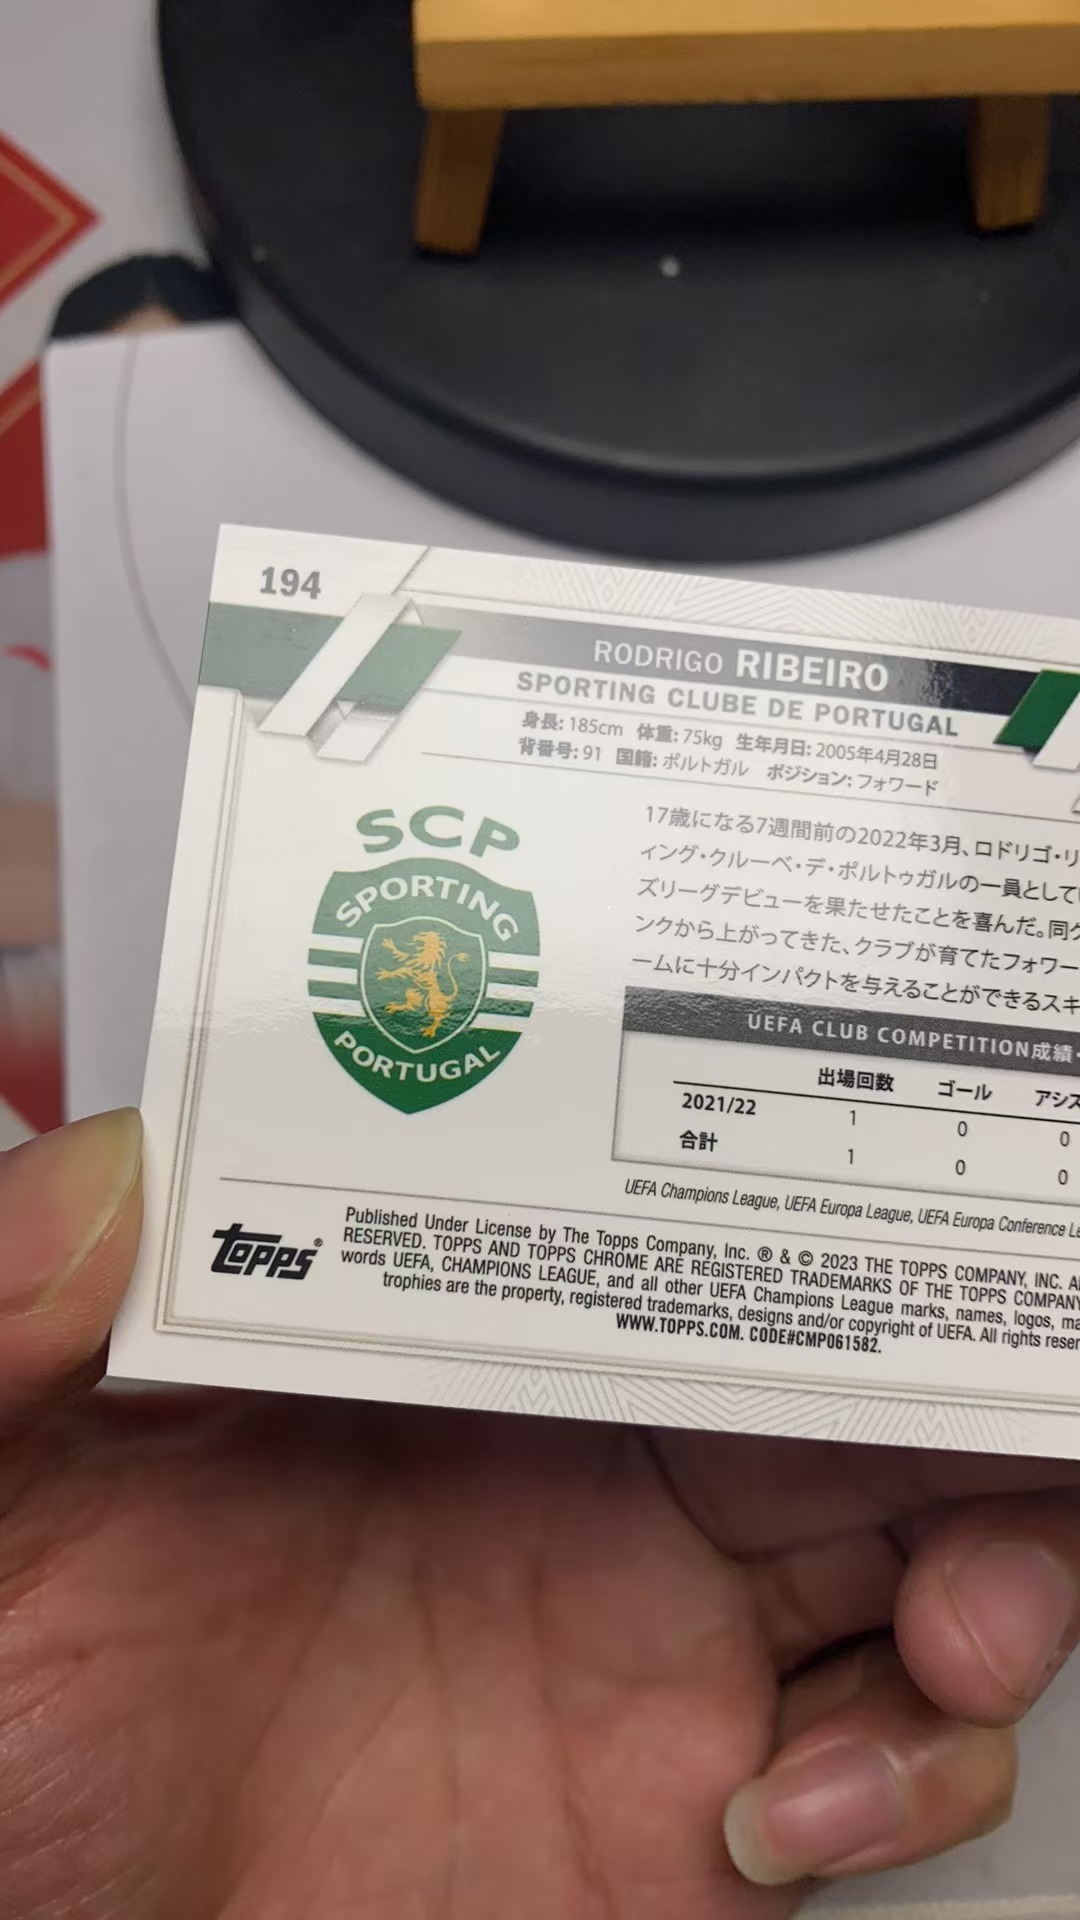 194
RODRIGO RIBEIRO
SPORTING CLUBE DE PORTUGAL
身長: 185cm 体重: 75kg 生年月日: 2005年4月28日
背番号: 91 国籍: ポルトガル ポジション: フォワード
SCP
SPORTING
PORTUGAL
17歳になる7週間前の2022年3月、ロドリゴ・リ
ィング・クルーベ・デ・ポルトゥガルの一員として
ズリーグデビューを果たせたことを喜んだ。同ク
ンクから上がってきた、クラブが育てたフォワー
ームに十分インパクトを与えることができるスキ
UEFA CLUB COMPETITION成績・
出場回数 ゴール アシス
2021/22 1 0 0
合計 1 0 0
UEFA Champions League, UEFA Europa League, UEFA Europa Conference Le
topps®
Published Under License by The Topps Company, Inc. ® & © 2023 THE TOPPS COMPANY, INC. A
RESERVED. TOPPS AND TOPPS CHROME ARE REGISTERED TRADEMARKS OF THE TOPPS COMPANY
words UEFA, CHAMPIONS LEAGUE, and all other UEFA Champions League marks, names, logos, ma
trophies are the property, registered trademarks, designs and/or copyright of UEFA. All rights reser
WWW.TOPPS.COM. CODE#CMP061582.